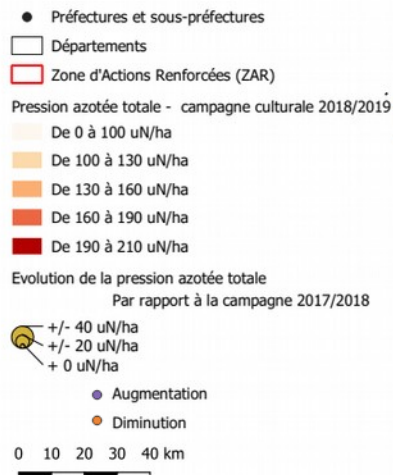 Préfectures et sous-préfectures
Départements
Zone d'Actions Renforcées (ZAR)
Pression azotée totale - campagne culturale 2018/2019
De 0 à 100 uN/ha
De 100 à 130 uN/ha
De 130 à 160 uN/ha
De 160 à 190 uN/ha
De 190 à 210 uN/ha
Evolution de la pression azotée totale
Par rapport à la campagne 2017/2018
+/- 40 uN/ha
+/- 20 uN/ha
+ 0 uN/ha
Augmentation
Diminution
0 10 20 30 40 km